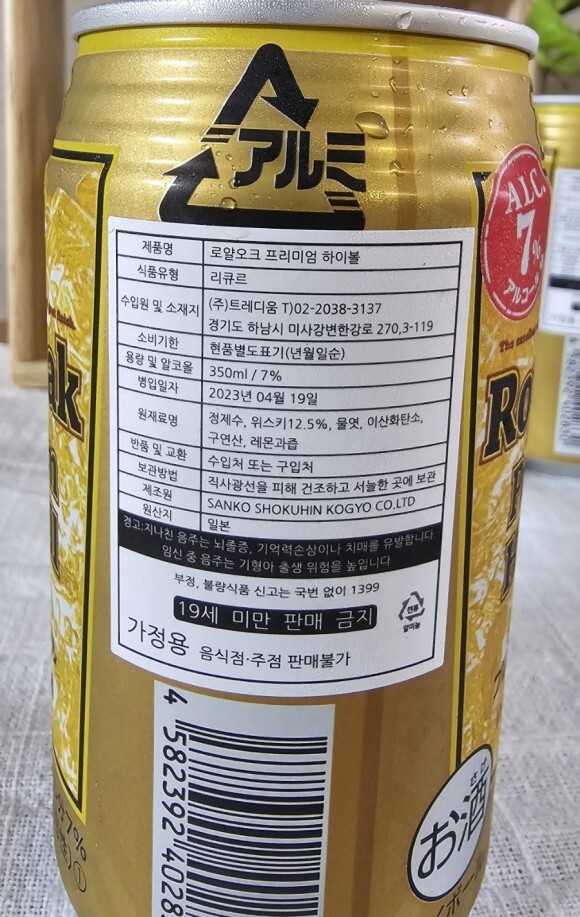 アルミ
ALC.
7%
アルコール
제품명 로얄오크 프리미엄 하이볼
식품유형 리큐르
수입원 및 소재지 (주)트레디움 T)02-2038-3137
경기도 하남시 미사강변한강로 270,3-119
소비기한 현품별도표기(년월일순)
용량 및 알코올 350ml / 7%
병입일자 2023년 04월 19일
원재료명 정제수, 위스키12.5%, 물엿, 이산화탄소,
구연산, 레몬과즙
반품 및 교환 수입처 또는 구입처
보관방법 직사광선을 피해 건조하고 서늘한 곳에 보관
제조원 SANKO SHOKUHIN KOGYO CO.LTD
원산지 일본
경고:지나친 음주는 뇌졸증, 기억력손상이나 치매를 유발합니다.
임신 중 음주는 기형아 출생 위험을 높입니다
부정, 불량식품 신고는 국번 없이 1399
19세 미만 판매 금지
캔류
알미늄
가정용 음식점·주점 판매불가
4 582392 4028
お酒